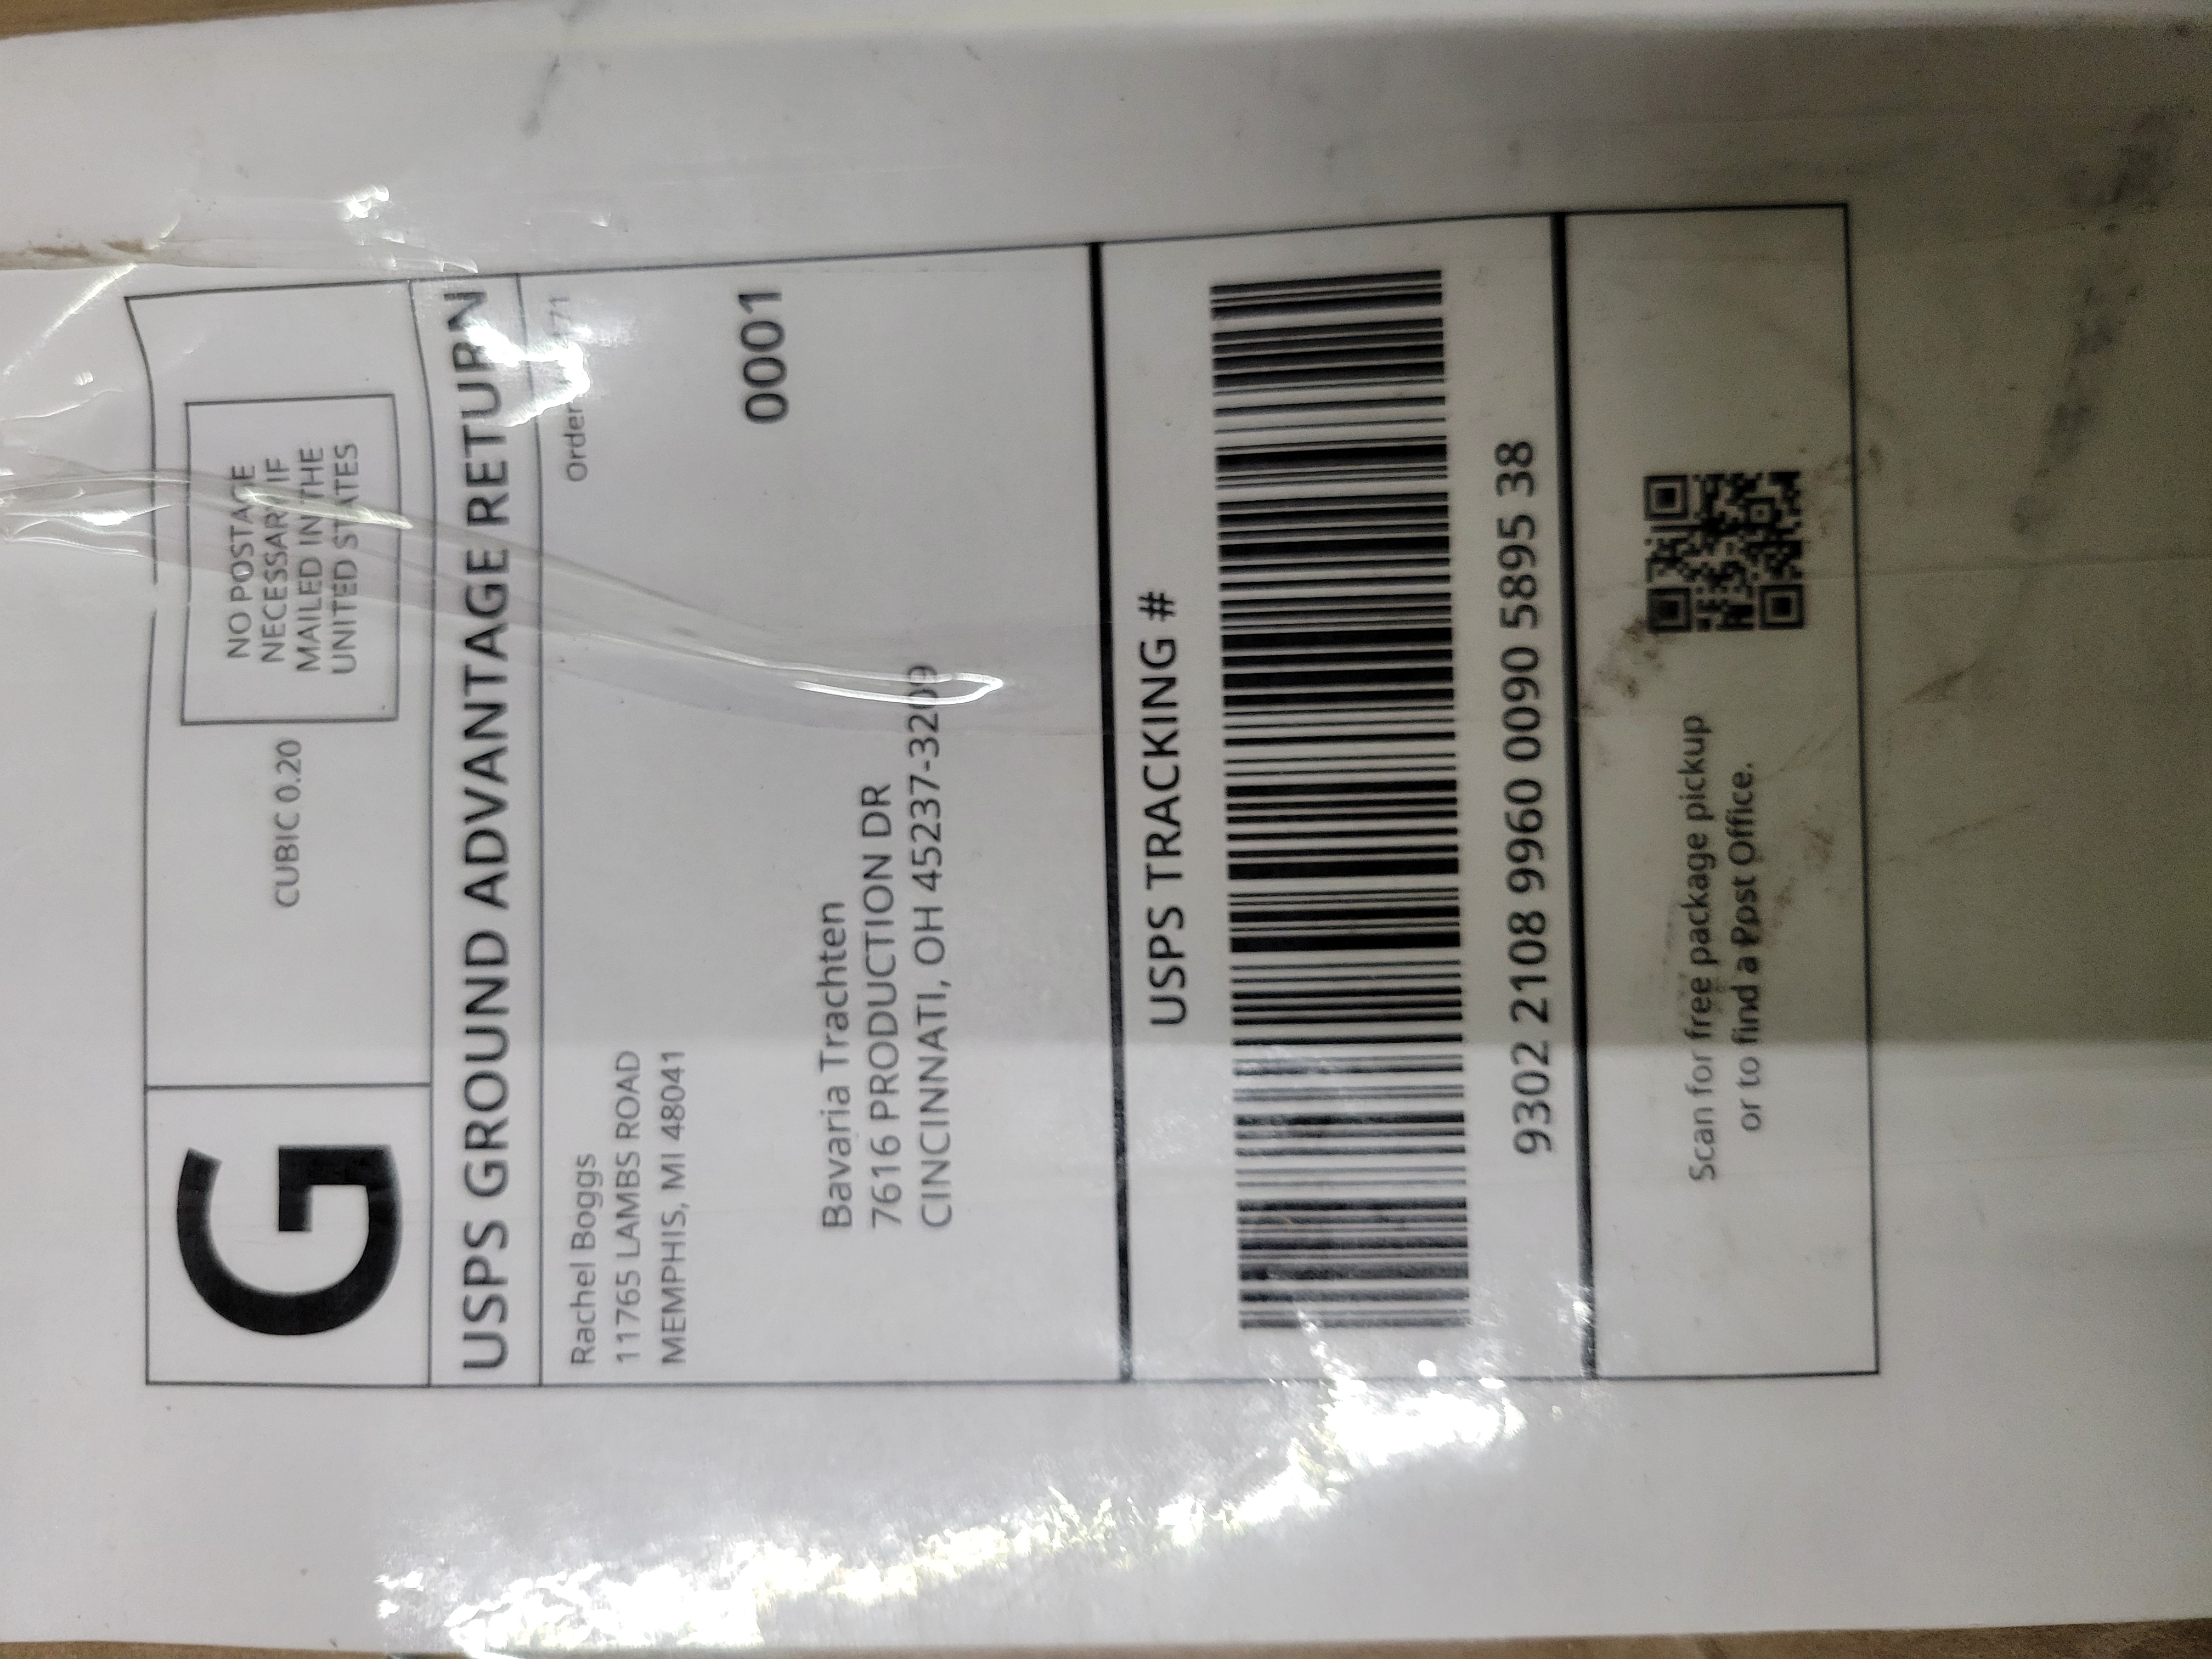 G
CUBIC 0.20
NO POSTAGE
NECESSARY IF
MAILED IN THE
UNITED STATES
USPS GROUND ADVANTAGE RETURN
Rachel Boggs
11765 LAMBS ROAD
MEMPHIS, MI 48041
Order
0001
Bavaria Trachten
7616 PRODUCTION DR
CINCINNATI, OH 45237-3209
USPS TRACKING #
9302 2108 9960 0090 5895 38
Scan for free package pickup
or to find a Post Office.